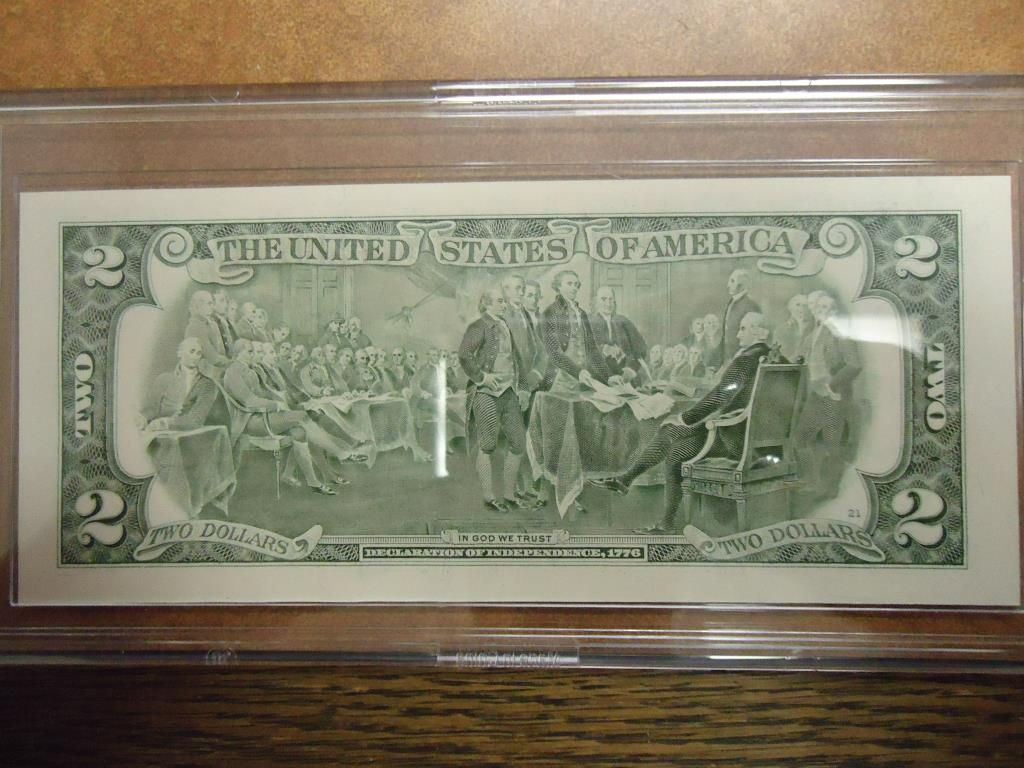 2 THE UNITED STATES OF AMERICA 2
TWO TWO
2 TWO DOLLARS IN GOD WE TRUST TWO DOLLARS 21 2
DECLARATION OF INDEPENDENCE, 1776